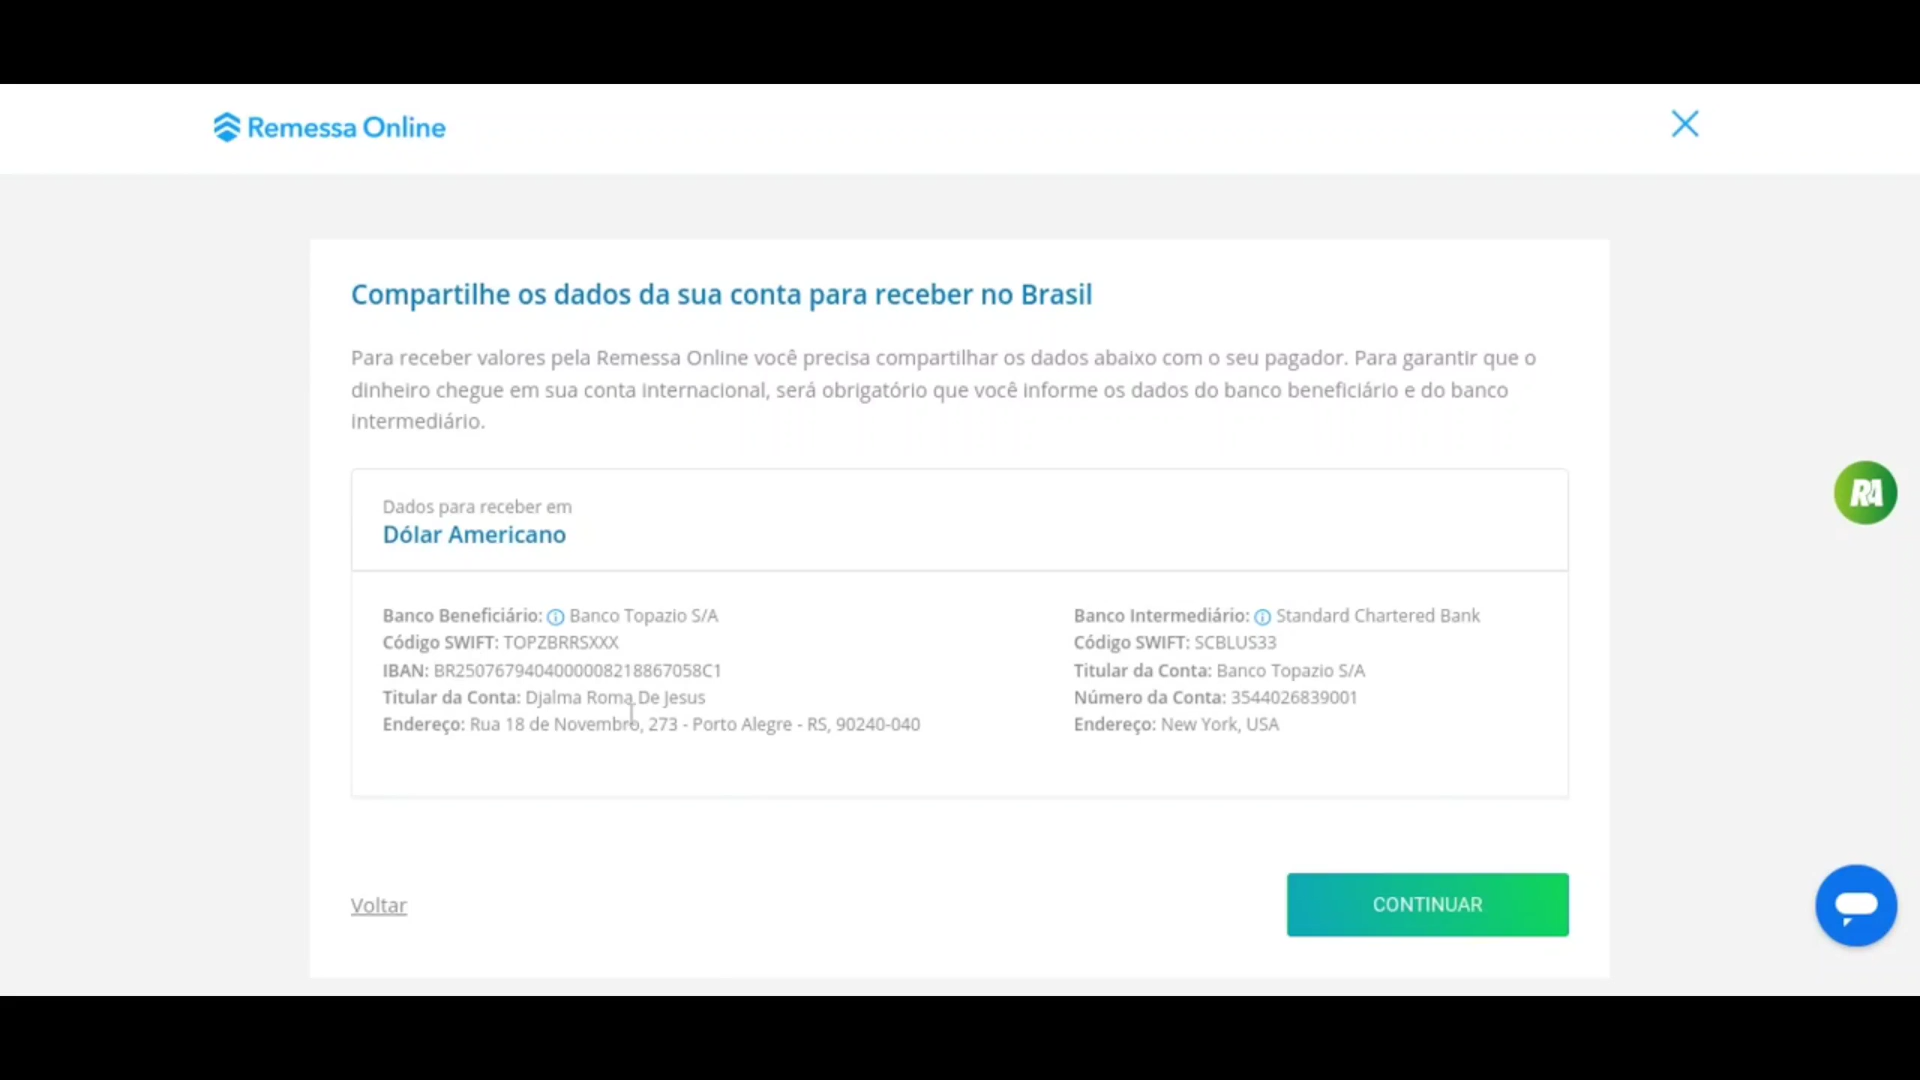 Remessa Online
Compartilhe os dados da sua conta para receber no Brasil
Para receber valores pela Remessa Online você precisa compartilhar os dados abaixo com o seu pagador. Para garantir que o
dinheiro chegue em sua conta internacional, será obrigatório que você informe os dados do banco beneficiário e do banco
intermediário.
Dados para receber em
Dólar Americano
Banco Beneficiário: Banco Topazio S/A
Código SWIFT: TOPZBRRSXXX
IBAN: BR2507679404000008218867058C1
Titular da Conta: Djalma Roma De Jesus
Endereço: Rua 18 de Novembro, 273 - Porto Alegre - RS, 90240-040
Banco Intermediário: Standard Chartered Bank
Código SWIFT: SCBLUS33
Titular da Conta: Banco Topazio S/A
Número da Conta: 3544026839001
Endereço: New York, USA
RA
Voltar
CONTINUAR